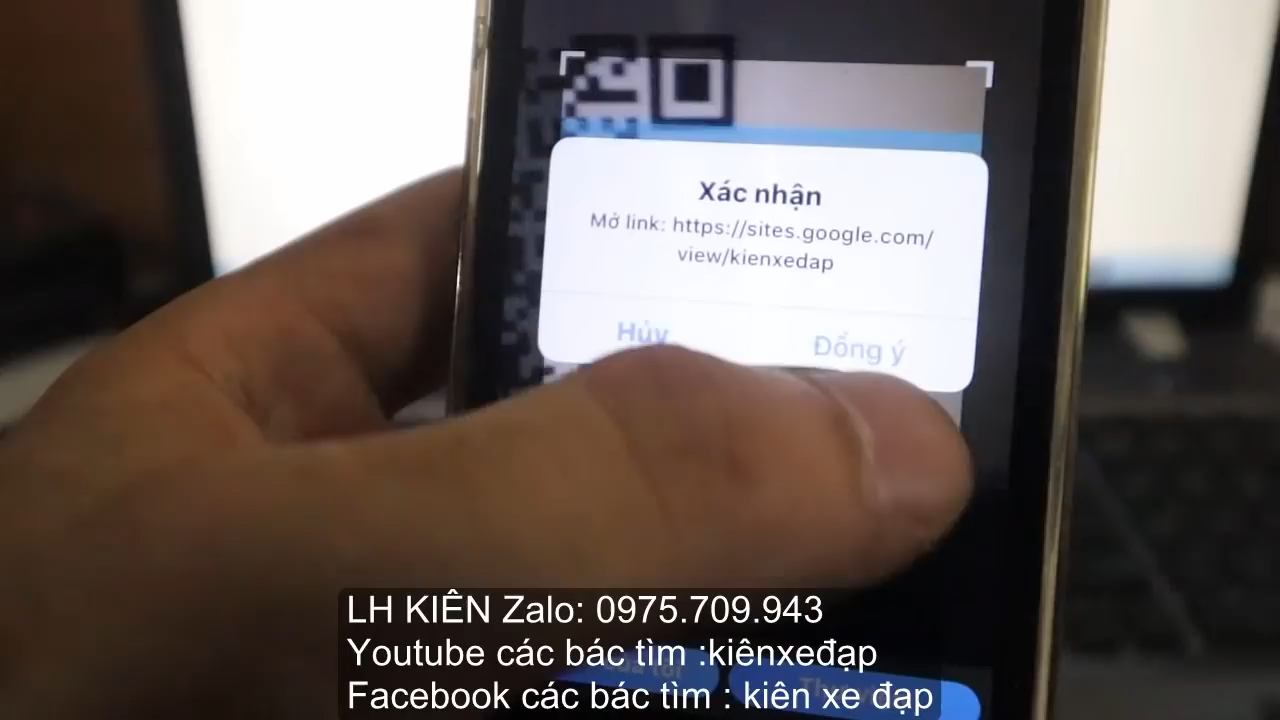 Xác nhận
Mở link: https://sites.google.com/
view/kienxedap
Hủy
Đồng ý
LH KIÊN Zalo: 0975.709.943
Youtube các bác tìm :kiênxeđạp
Facebook các bác tìm : kiên xe đạp